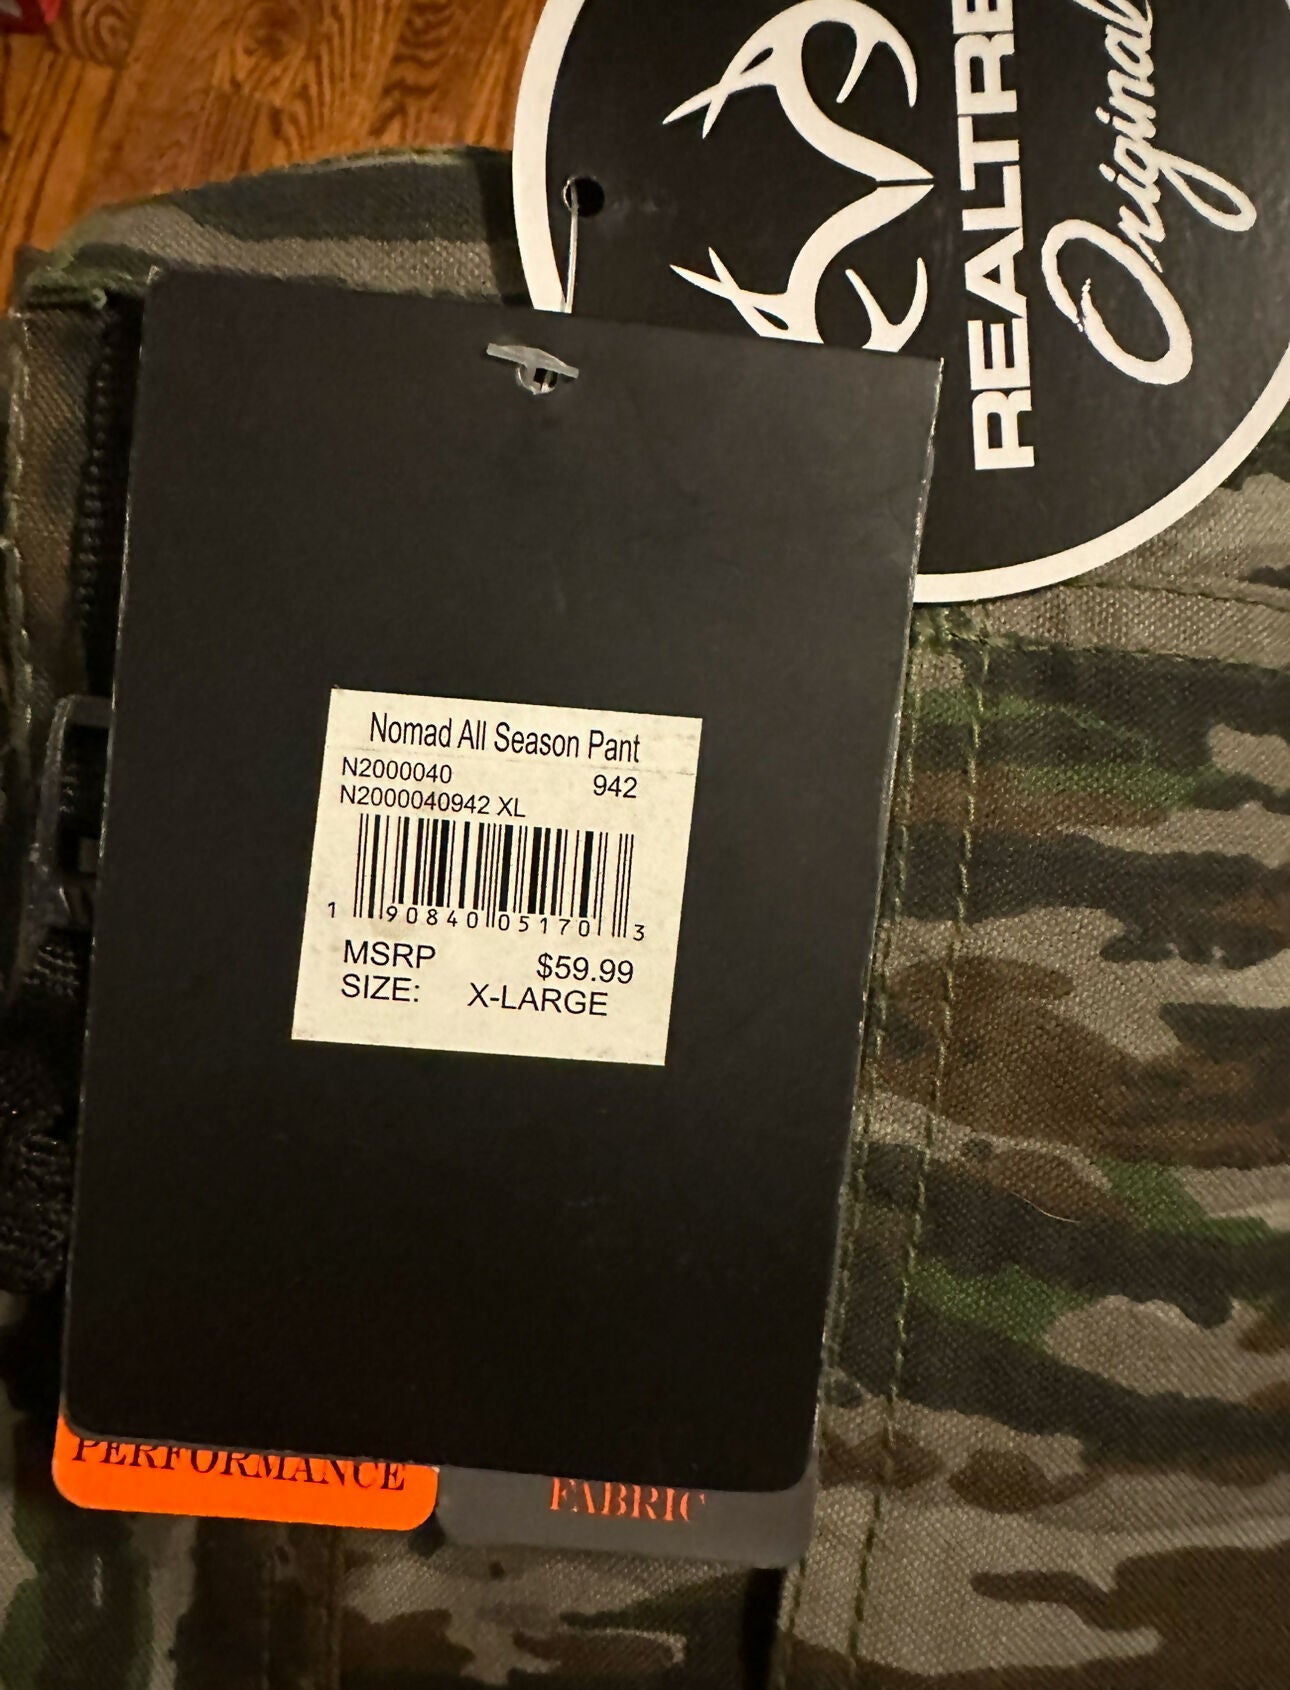 REALTRE
Original
Nomad All Season Pant
N2000040 942
N2000040942 XL
1 90840 05170 3
MSRP $59.99
SIZE: X-LARGE
PERFORMANCE
FABRIC